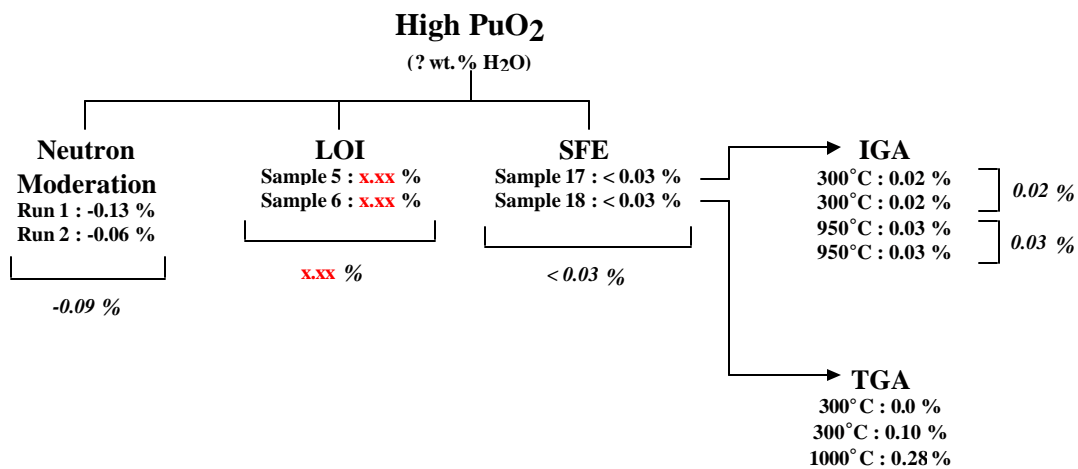 High PuO2
(? wt.% H2O)
Neutron
Moderation
Run 1 : -0.13 %
Run 2 : -0.06 %
-0.09 %
LOI
Sample 5 : x.xx %
Sample 6 : x.xx %
x.xx %
SFE
Sample 17 : < 0.03 %
Sample 18 : < 0.03 %
< 0.03 %
IGA
300°C : 0.02 %
300°C : 0.02 %
0.02 %
950°C : 0.03 %
950°C : 0.03 %
0.03 %
TGA
300°C : 0.0 %
300°C : 0.10 %
1000°C : 0.28 %